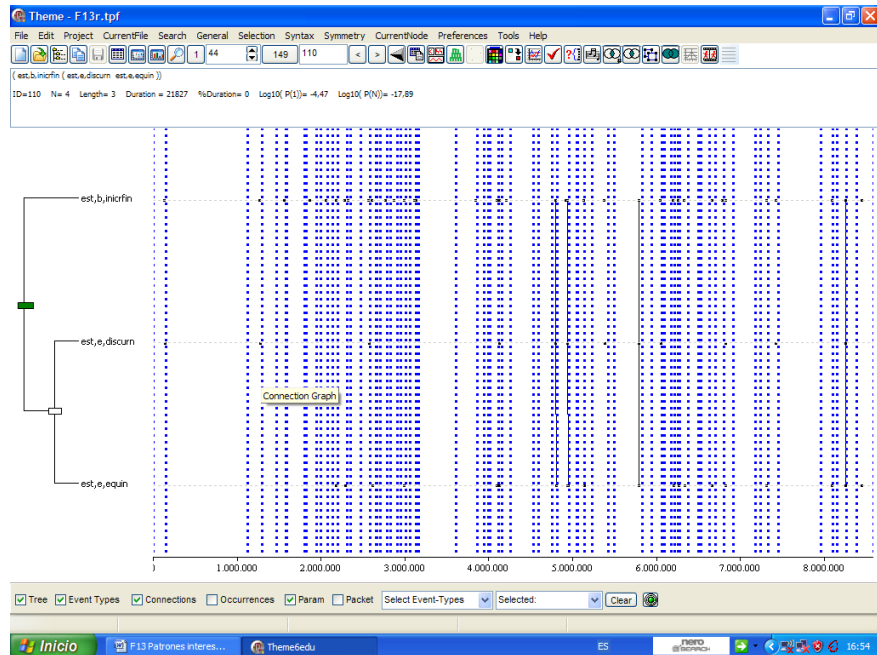 Theme - F13r.tpf
File Edit Project CurrentFile Search General Selection Syntax Symmetry CurrentNode Preferences Tools Help
1 44 149 110 < >
( est,b,inicrfin ( est,e,discurn est,e,equin ))
ID=110 N= 4 Length= 3 Duration = 21827 %Duration= 0 Log10( P(1))= -4,47 Log10( P(N))= -17,89
est,b,inicrfin
est,e,discurn
Connection Graph
est,e,equin
) 1.000.000 2.000.000 3.000.000 4.000.000 5.000.000 6.000.000 7.000.000 8.000.000
Tree Event Types Connections Occurrences Param Packet Select Event-Types Selected: Clear
Inicio F13 Patrones interes... Theme6edu ES nero SEARCH 16:54